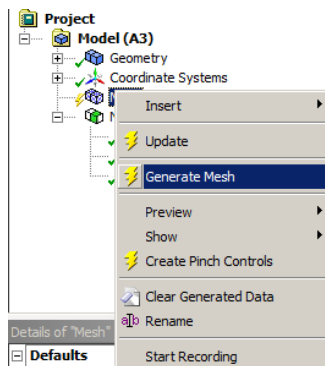 Project
Model (A3)
Geometry
Coordinate Systems
Insert
Update
Generate Mesh
Preview
Show
Create Pinch Controls
Clear Generated Data
Rename
Start Recording
Details of "Mesh"
Defaults